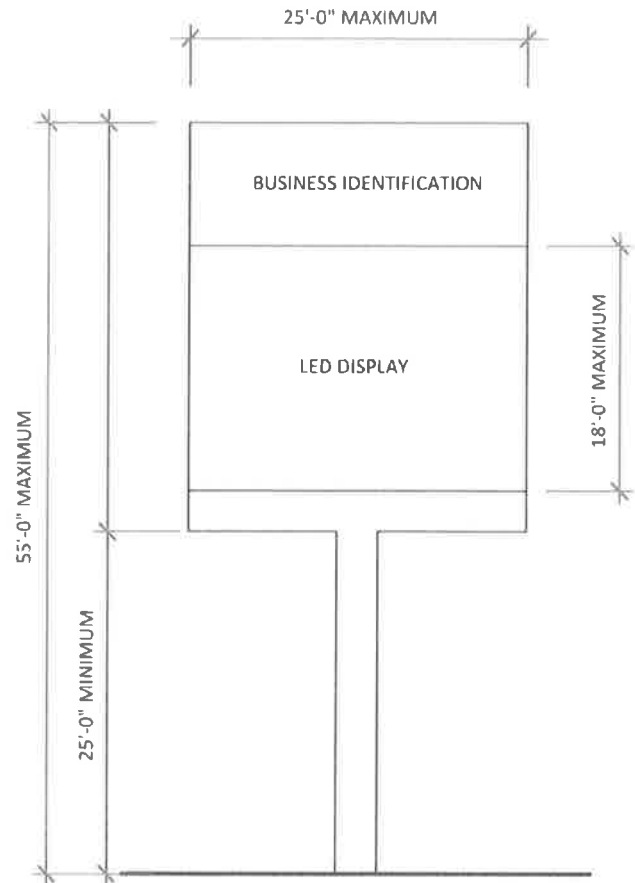 25'-0" MAXIMUM
BUSINESS IDENTIFICATION
LED DISPLAY
18'-0" MAXIMUM
55'-0" MAXIMUM
25'-0" MINIMUM